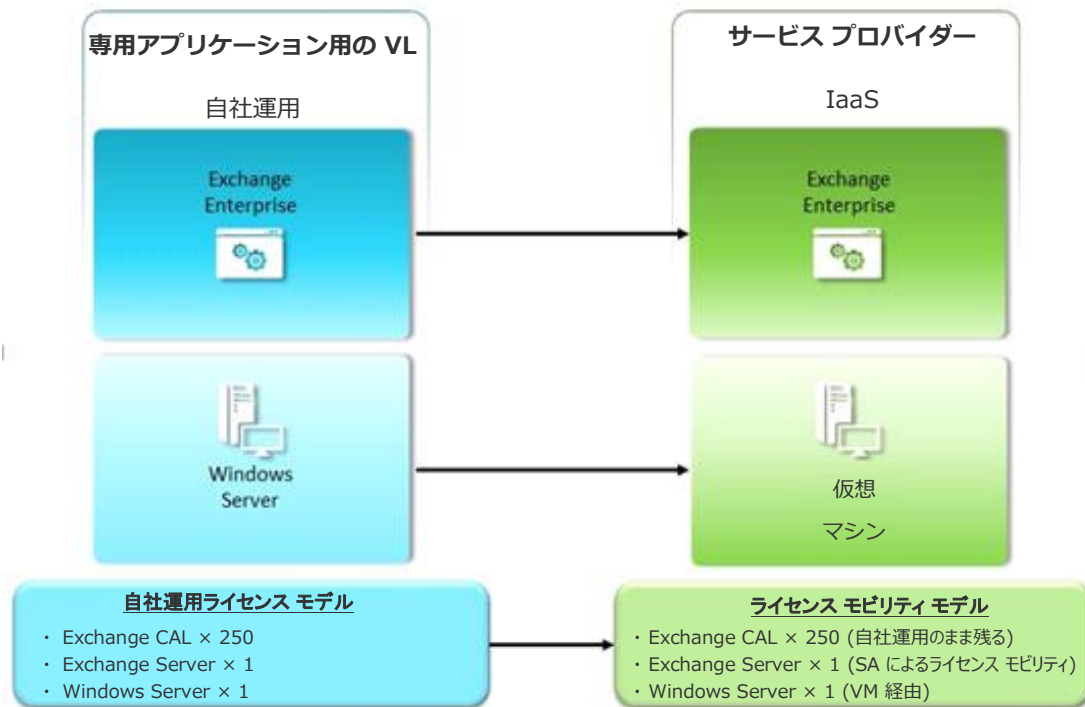 専用アプリケーション用の VL
自社運用
Exchange
Enterprise
Windows
Server
サービス プロバイダー
IaaS
Exchange
Enterprise
仮想
マシン
自社運用ライセンス モデル
・ Exchange CAL × 250
・ Exchange Server × 1
・ Windows Server × 1
ライセンス モビリティ モデル
・ Exchange CAL × 250 (自社運用のまま残る)
・ Exchange Server × 1 (SA によるライセンス モビリティ)
・ Windows Server × 1 (VM 経由)